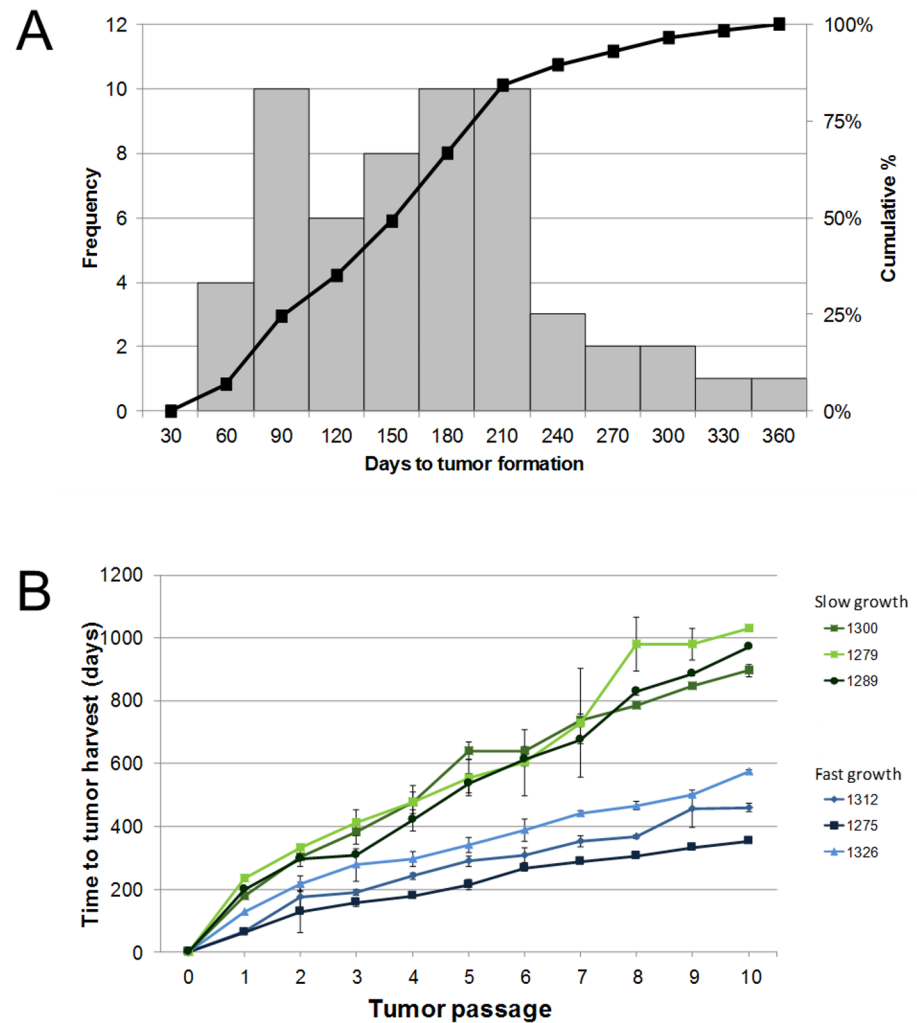 A
12
10
8
6
4
2
0
100%
75%
50%
25%
0%
Frequency
Cumulative %
30 60 90 120 150 180 210 240 270 300 330 360
Days to tumor formation
B
1200
1000
800
600
400
200
0
Time to tumor harvest (days)
0 1 2 3 4 5 6 7 8 9 10
Tumor passage
Slow growth
1300
1279
1289
Fast growth
1312
1275
1326